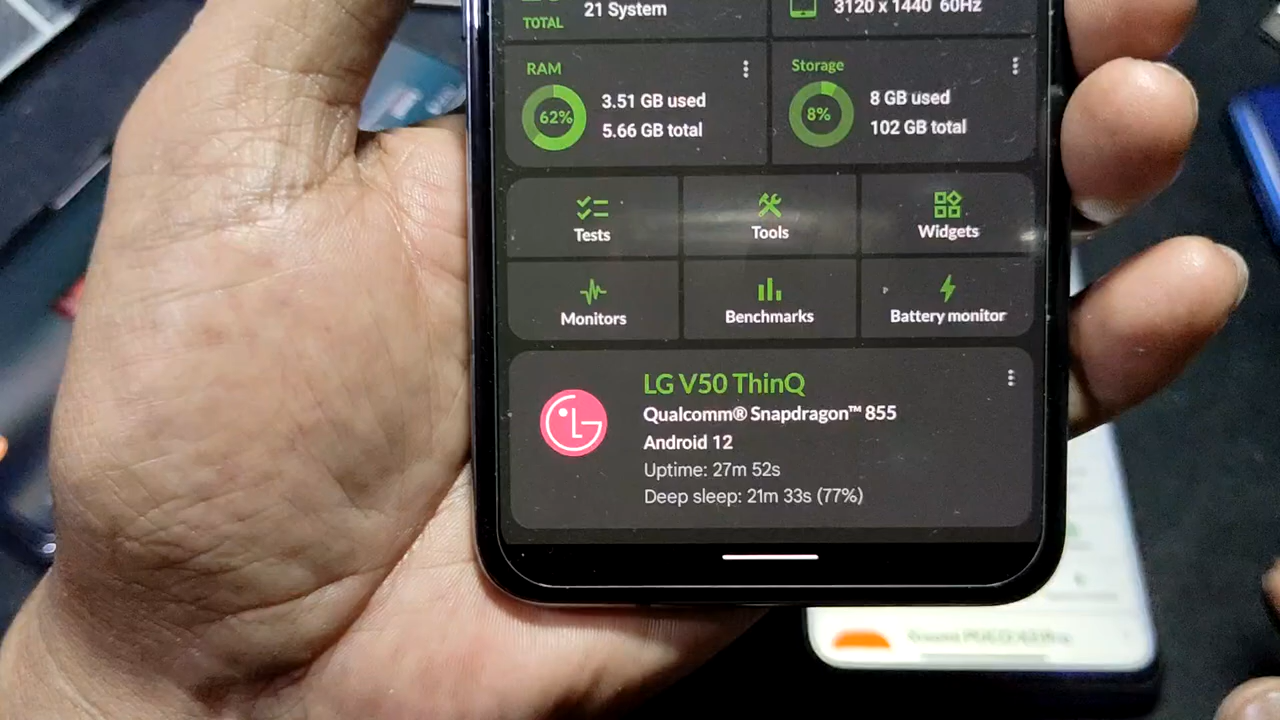 TOTAL
21 System
3120 x 1440 60Hz
RAM
62%
3.51 GB used
5.66 GB total
Storage
8%
8 GB used
102 GB total
Tests
Tools
Widgets
Monitors
Benchmarks
Battery monitor
LG V50 ThinQ
Qualcomm® Snapdragon™ 855
Android 12
Uptime: 27m 52s
Deep sleep: 21m 33s (77%)